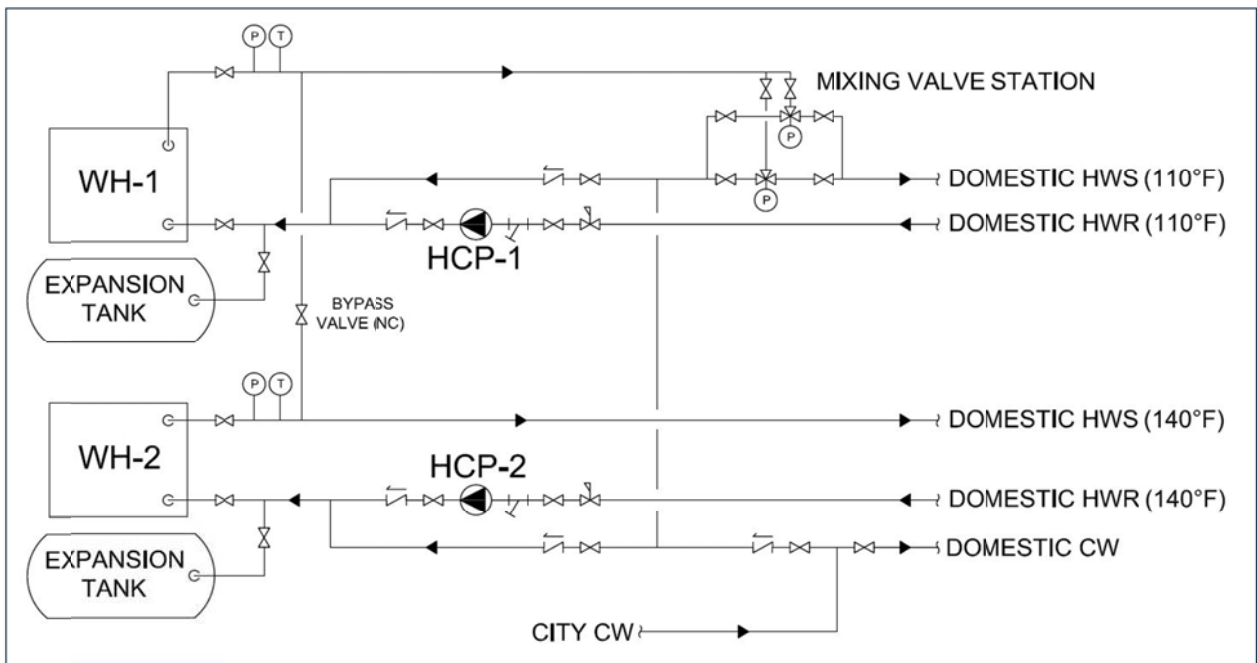 P T
MIXING VALVE STATION
P
WH-1
DOMESTIC HWS (110°F)
P
DOMESTIC HWR (110°F)
HCP-1
EXPANSION
TANK
BYPASS
VALVE (NC)
P T
DOMESTIC HWS (140°F)
WH-2
HCP-2
DOMESTIC HWR (140°F)
DOMESTIC CW
EXPANSION
TANK
CITY CW